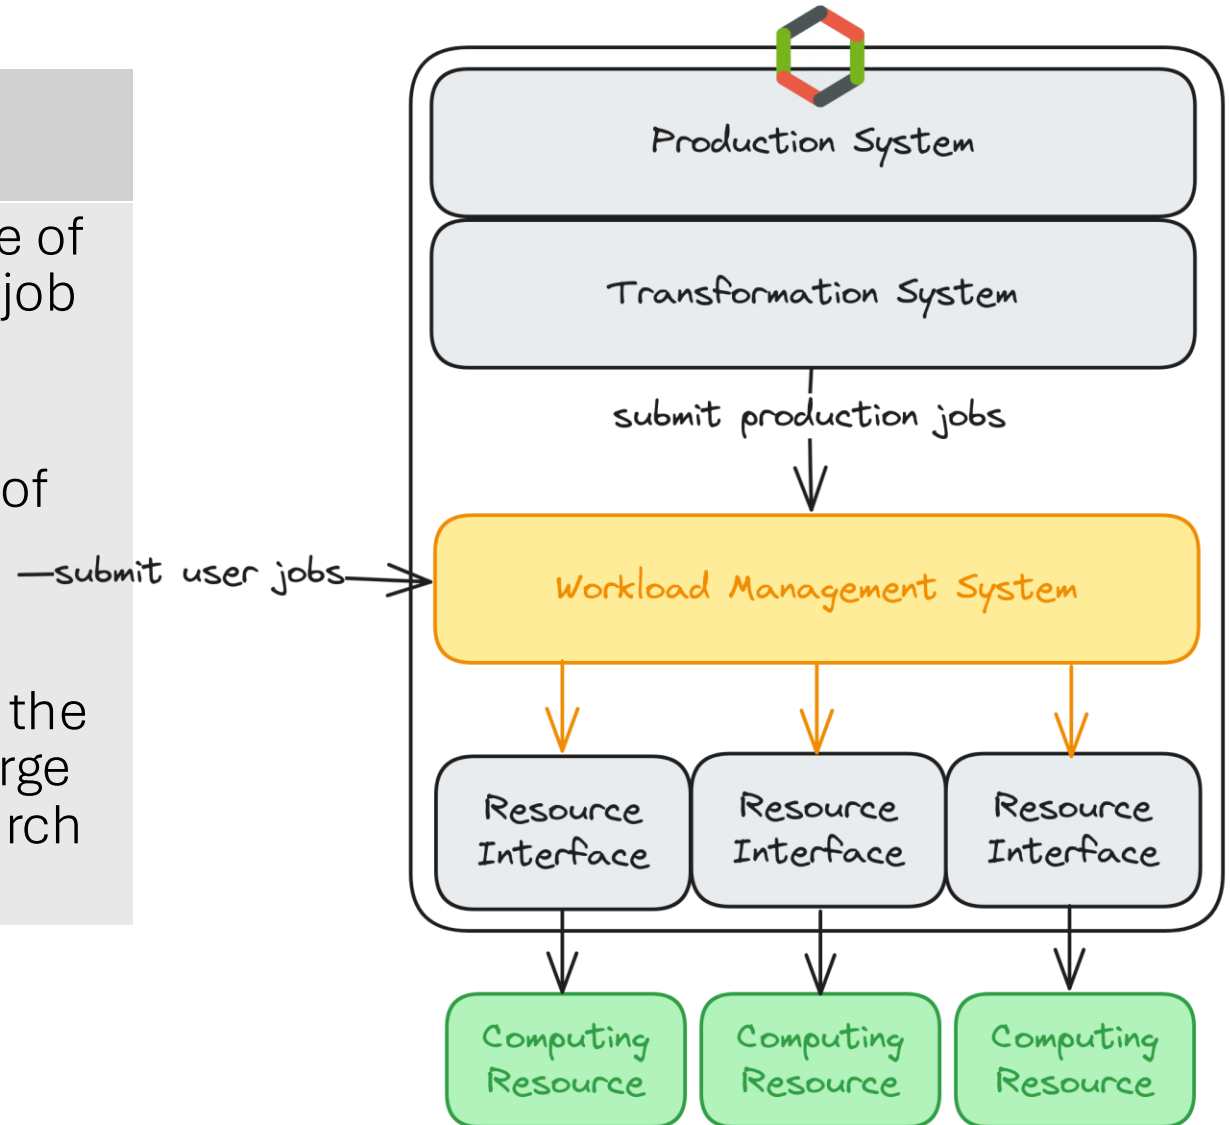 e of
job
of
the
rge
rch
Production System
Transformation System
submit production jobs
submit user jobs
Workload Management System
Resource
Interface
Resource
Interface
Resource
Interface
Computing
Resource
Computing
Resource
Computing
Resource